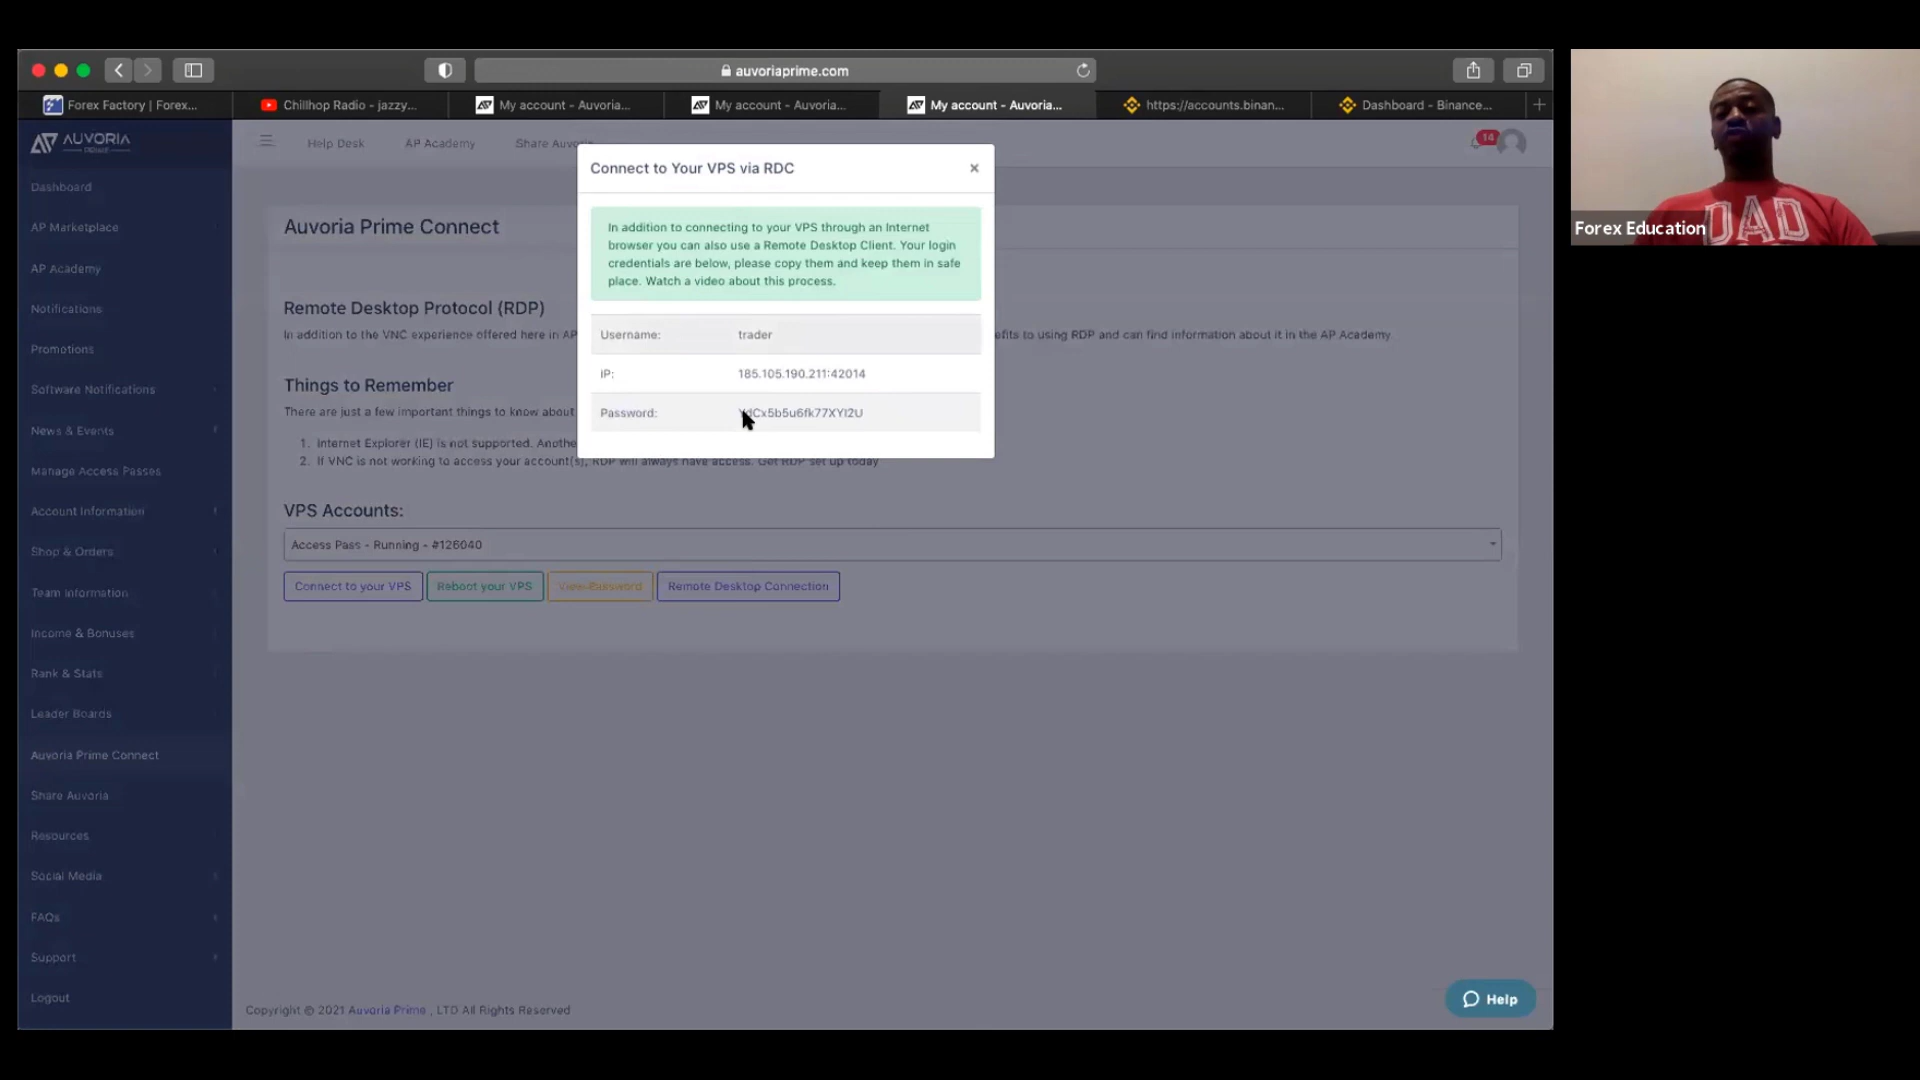 auvoriaprime.com
Forex Factory | Forex...
Chillhop Radio - jazzy...
My account - Auvoria...
My account - Auvoria...
My account - Auvoria...
https://accounts.binan...
Dashboard - Binance...
AUVORIA
PRIME
Help Desk
AP Academy
Share Auvoria
14
Dashboard
AP Marketplace
AP Academy
Notifications
Promotions
Software Notifications
News & Events
Manage Access Passes
Account Information
Shop & Orders
Team Information
Income & Bonuses
Rank & Stats
Leader Boards
Auvoria Prime Connect
Share Auvoria
Resources
Social Media
FAQs
Support
Logout
Connect to Your VPS via RDC
×
In addition to connecting to your VPS through an Internet
browser you can also use a Remote Desktop Client. Your login
credentials are below, please copy them and keep them in safe
place. Watch a video about this process.
Username: trader
IP: 185.105.190.211:42014
Password:
Auvoria Prime Connect
Remote Desktop Protocol (RDP)
In addition to the VNC experience offered here in AP
efits to using RDP and can find information about it in the AP Academy.
Things to Remember
There are just a few important things to know about
1. Internet Explorer (IE) is not supported. Anothe
2. If VNC is not working to access your account(s), RDP will always have access. Get RDP set up today
VPS Accounts:
Access Pass - Running - #126040
Connect to your VPS
Reboot your VPS
View Password
Remote Desktop Connection
Copyright © 2021 Auvoria Prime , LTD All Rights Reserved
Help
Forex Education
DAD